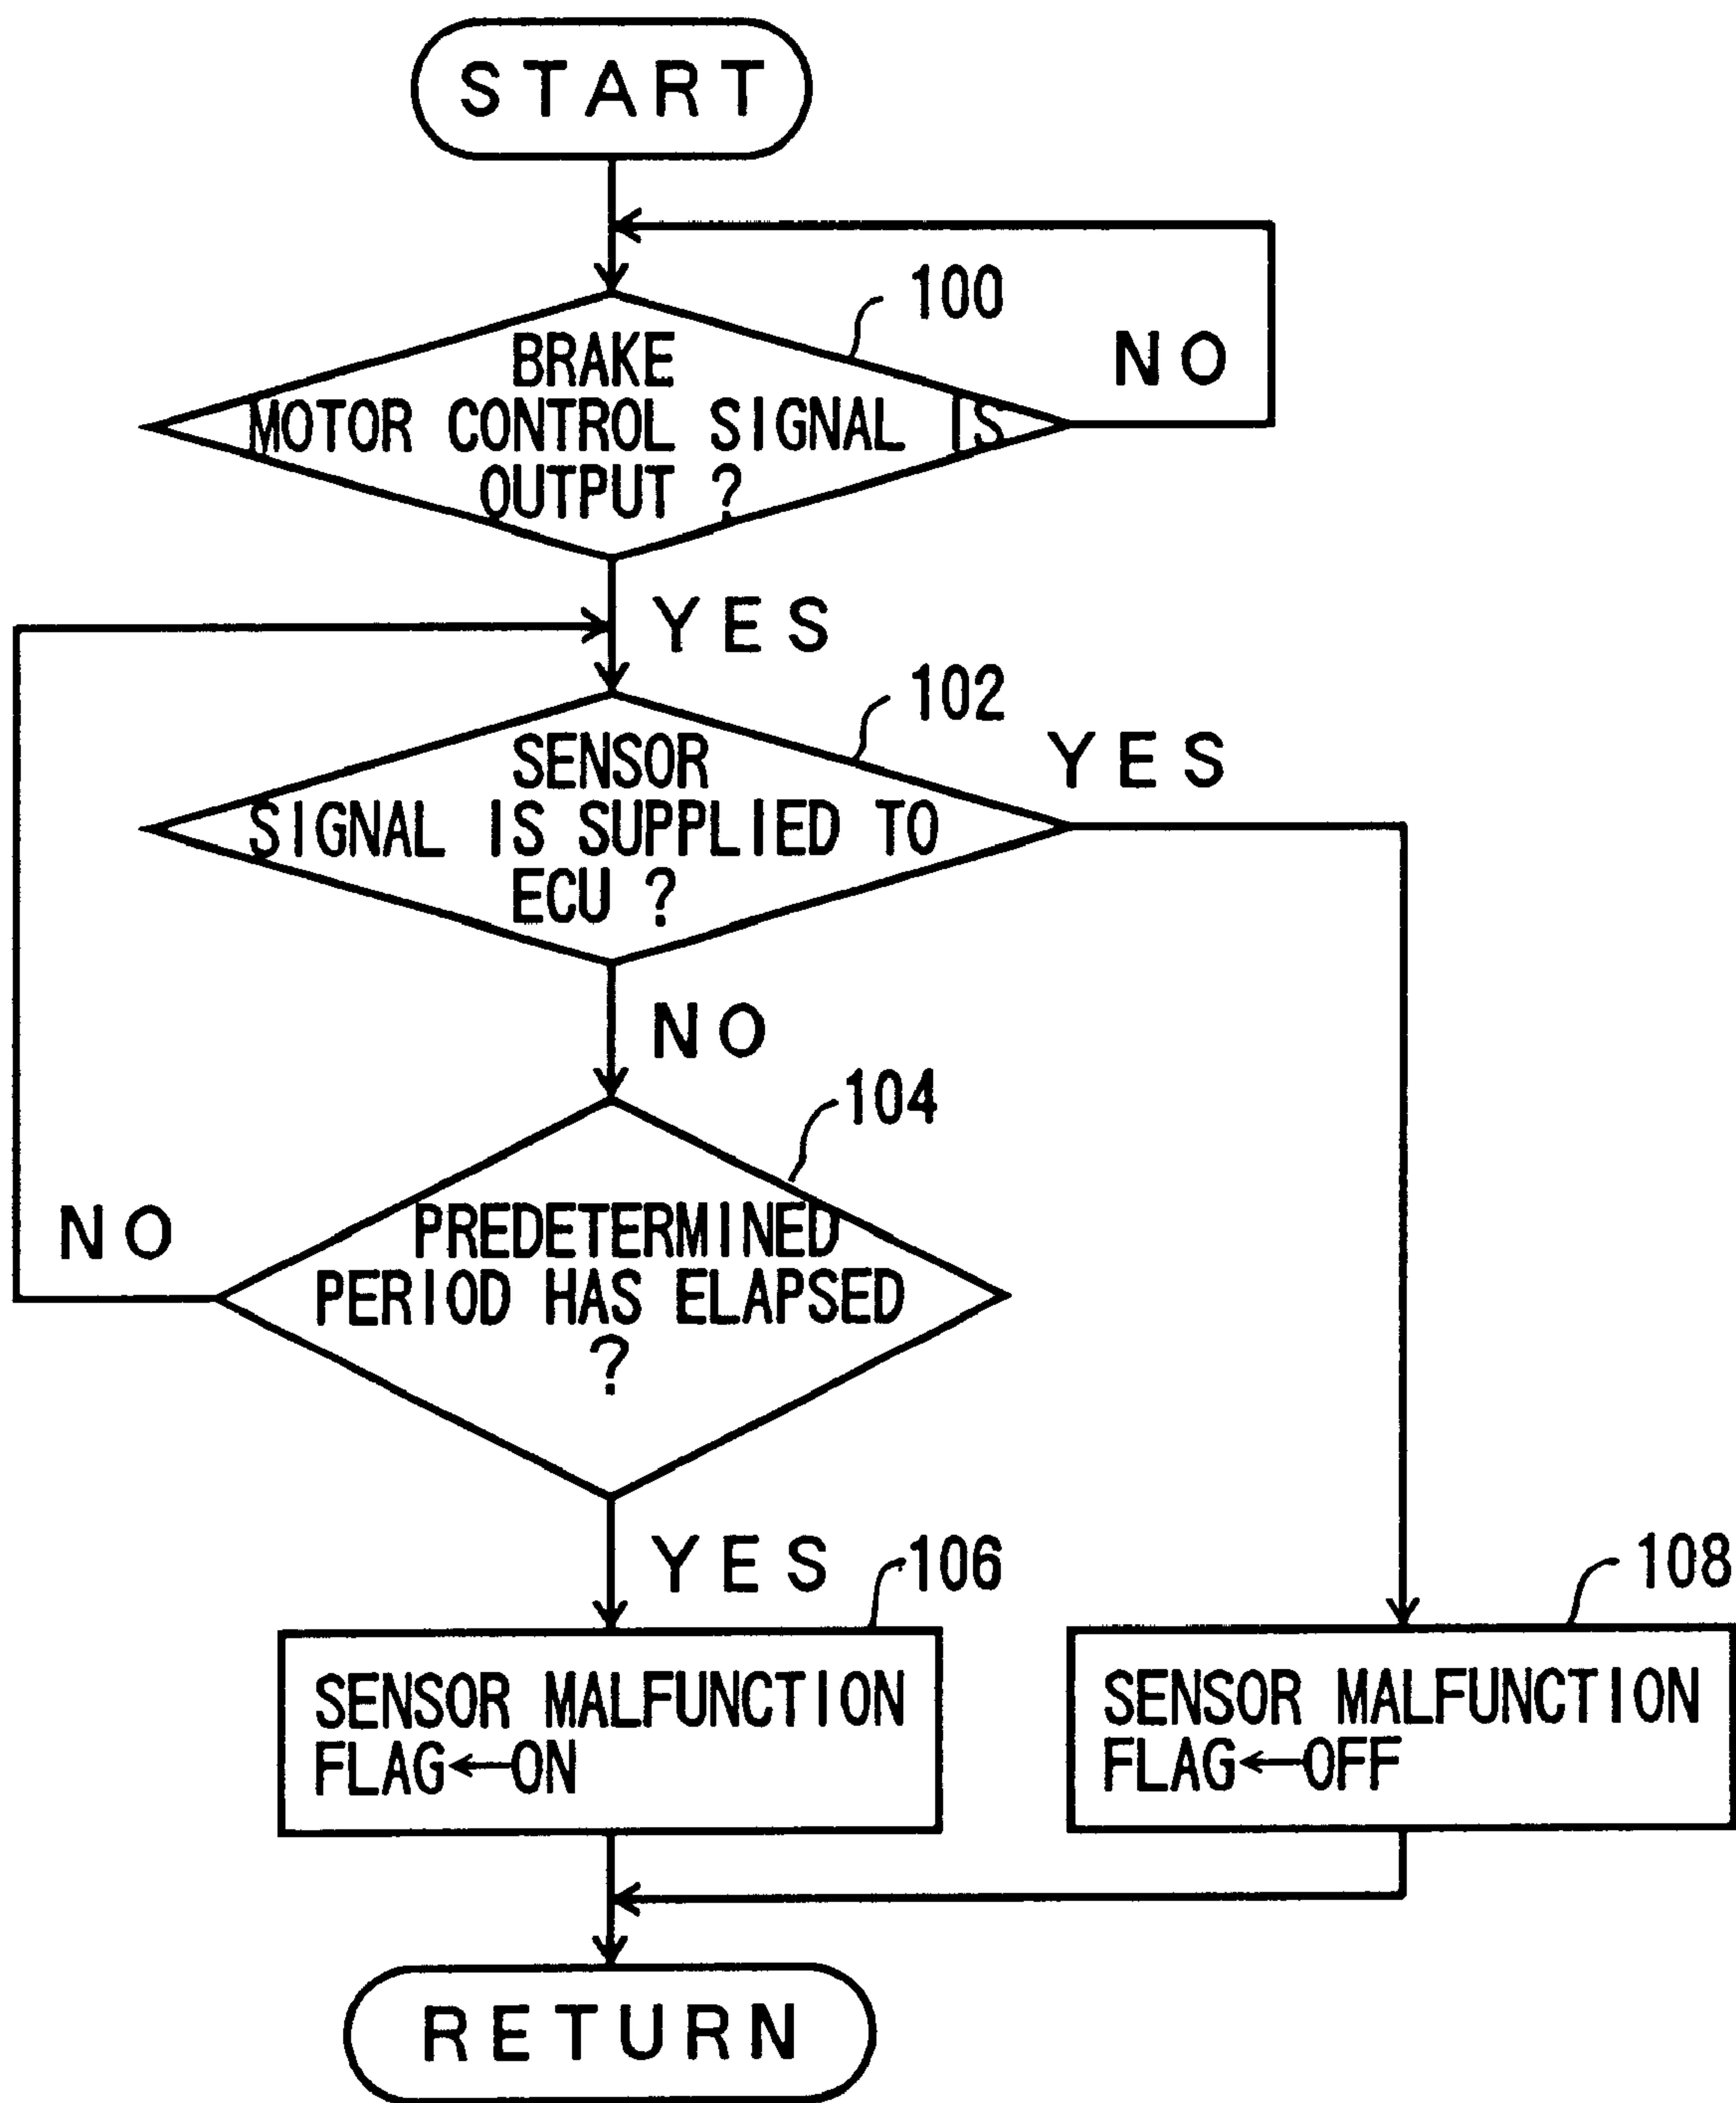 START
100
NO
BRAKE
MOTOR CONTROL SIGNAL IS
OUTPUT ?
YES
102
YES
SENSOR
SIGNAL IS SUPPLIED TO
ECU ?
NO
104
NO
PREDETERMINED
PERIOD HAS ELAPSED
?
YES
106
108
SENSOR MALFUNCTION
FLAG←ON
SENSOR MALFUNCTION
FLAG←OFF
RETURN